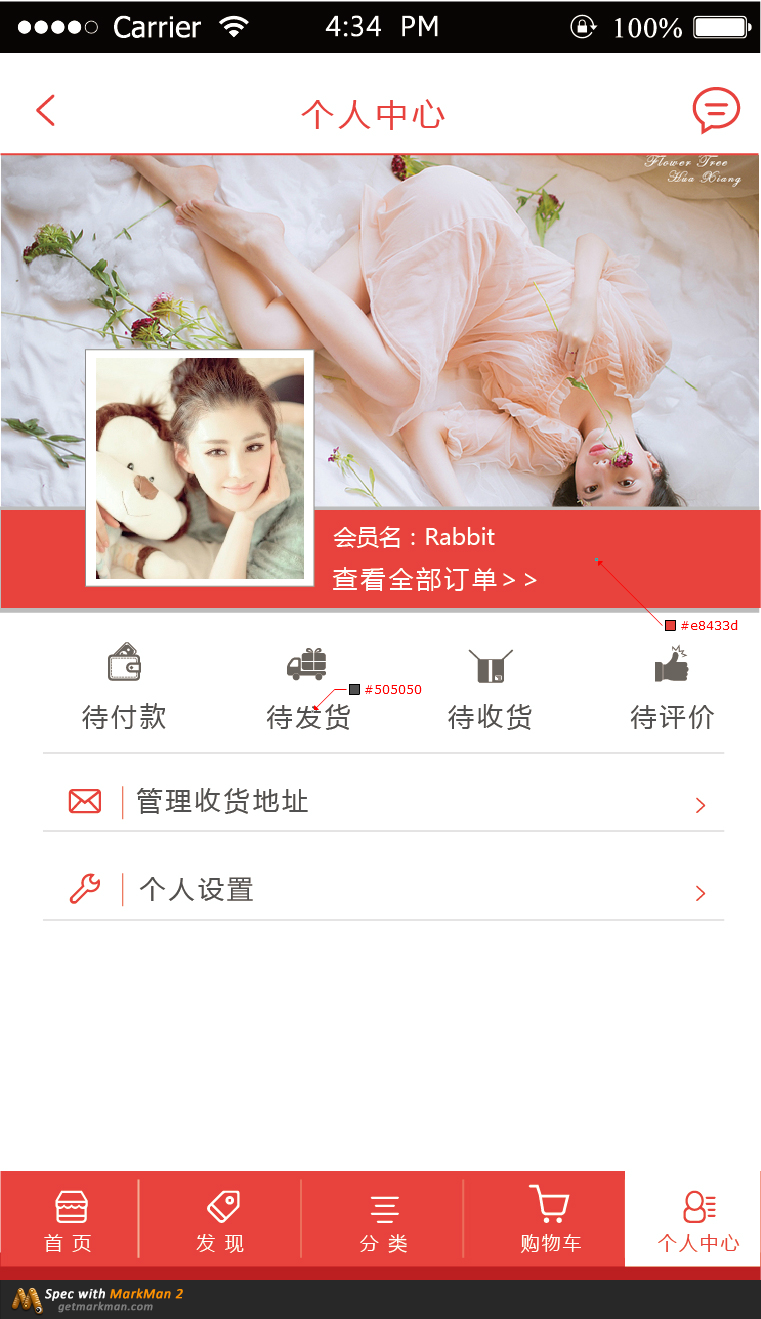 Carrier 4:34 PM 100%
个人中心
Flower Tree
Hua Xiang
会员名：Rabbit
查看全部订单>>
#e8433d
#505050
待付款 待发货 待收货 待评价
管理收货地址
个人设置
首页 发现 分类 购物车 个人中心
Spec with MarkMan 2
getmarkman.com